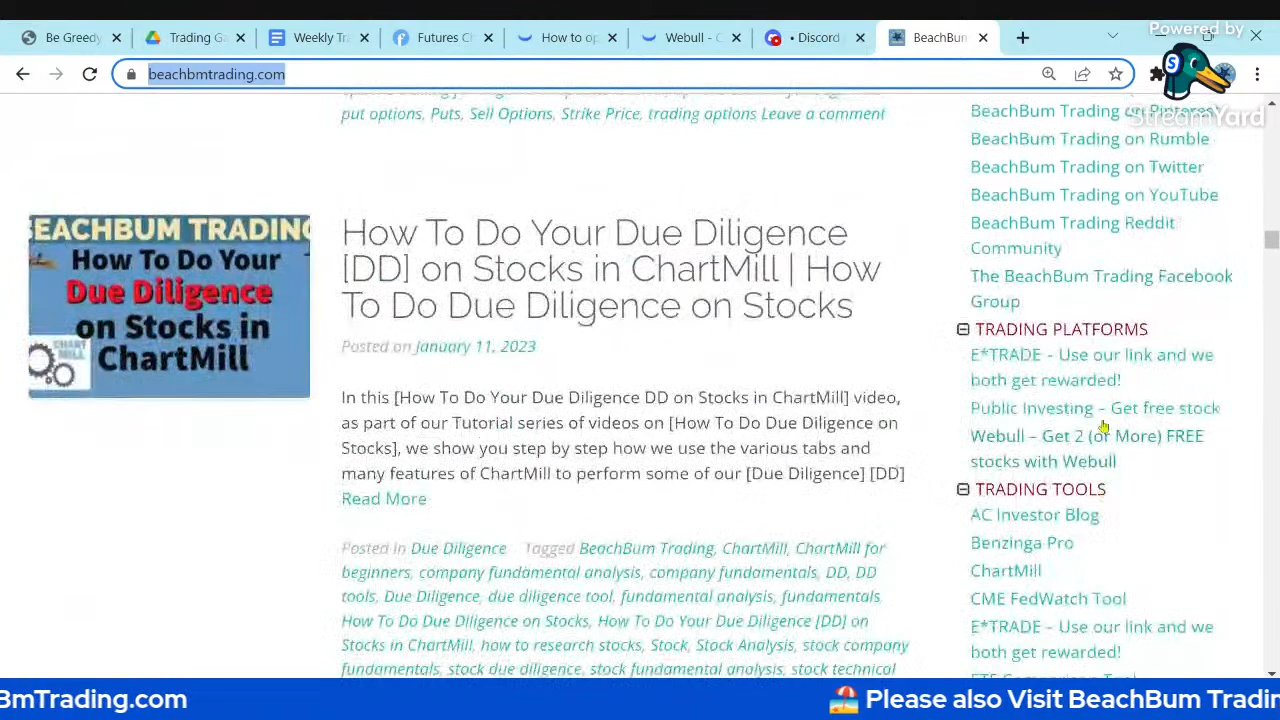 Be Greedy
Trading Ga
Weekly Tr
Futures C
How to op
Webull - C
• Discord
BeachBum
Powered by
beachbmtrading.com
StreamYard
put options, Puts, Sell Options, Strike Price, trading options Leave a comment
BEACHBUM TRADING
How To Do Your
Due Diligence
on Stocks in
ChartMill
CHART
MILL
How To Do Your Due Diligence
[DD] on Stocks in ChartMill | How
To Do Due Diligence on Stocks
Posted on January 11, 2023
In this [How To Do Your Due Diligence DD on Stocks in ChartMill] video,
as part of our Tutorial series of videos on [How To Do Due Diligence on
Stocks], we show you step by step how we use the various tabs and
many features of ChartMill to perform some of our [Due Diligence] [DD]
Read More
Posted in Due Diligence Tagged BeachBum Trading, ChartMill, ChartMill for
beginners, company fundamental analysis, company fundamentals, DD, DD
tools, Due Diligence, due diligence tool, fundamental analysis, fundamentals,
How To Do Due Diligence on Stocks, How To Do Your Due Diligence [DD] on
Stocks in ChartMill, how to research stocks, Stock, Stock Analysis, stock company
fundamentals, stock due diligence, stock fundamental analysis, stock technical
BeachBum Trading on Pinterest
BeachBum Trading on Rumble
BeachBum Trading on Twitter
BeachBum Trading on YouTube
BeachBum Trading Reddit
Community
The BeachBum Trading Facebook
Group
TRADING PLATFORMS
E*TRADE – Use our link and we
both get rewarded!
Public Investing – Get free stock
Webull – Get 2 (or More) FREE
stocks with Webull
TRADING TOOLS
AC Investor Blog
Benzinga Pro
ChartMill
CME FedWatch Tool
E*TRADE – Use our link and we
both get rewarded!
BmTrading.com
Please also Visit BeachBum Tradin